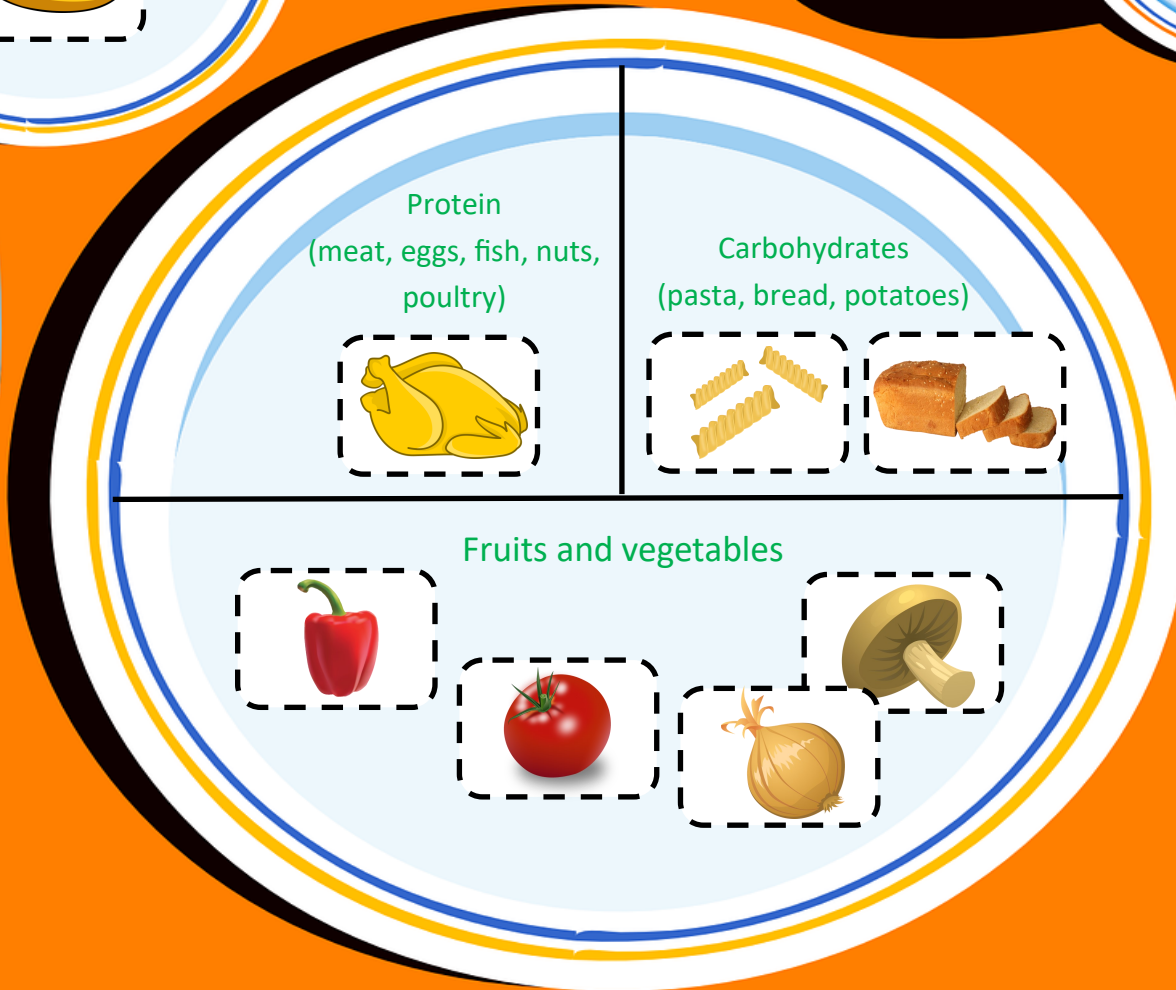 Protein
(meat, eggs, fish, nuts,
poultry)
Carbohydrates
(pasta, bread, potatoes)
Fruits and vegetables